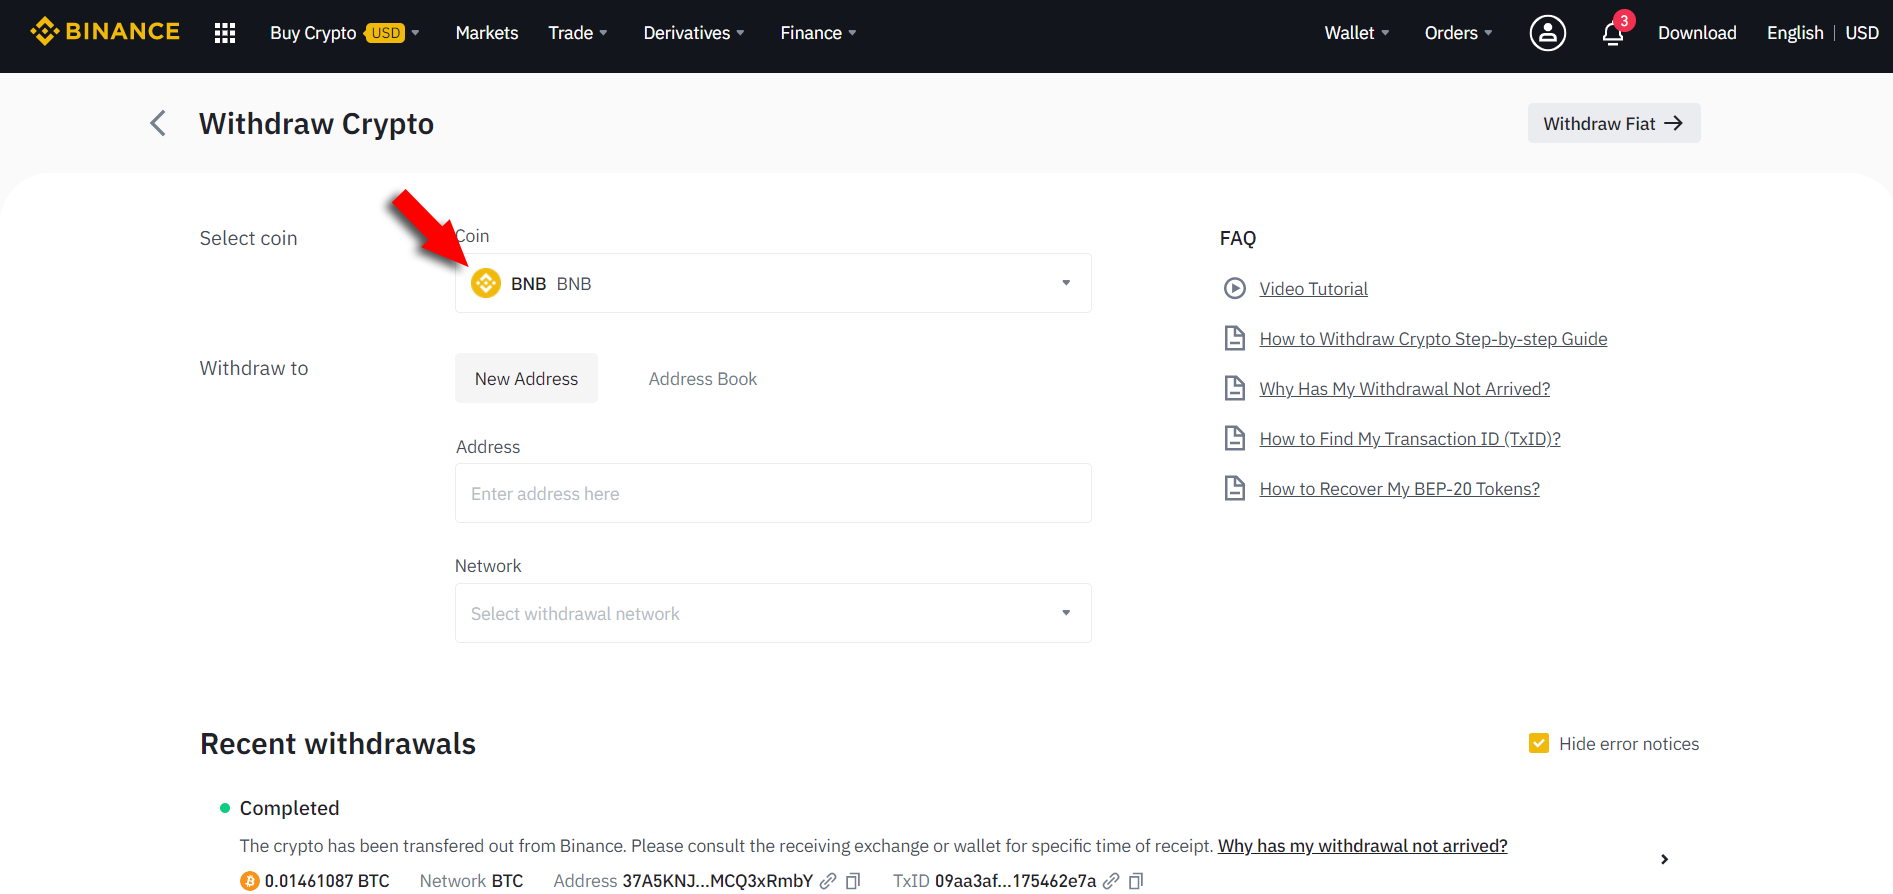 BINANCE Buy Crypto USD Markets Trade Derivatives Finance Wallet Orders 3 Download English | USD
Withdraw Crypto
Withdraw Fiat →
Select coin
Coin
BNB BNB
Withdraw to
New Address Address Book
Address
Enter address here
Network
Select withdrawal network
FAQ
Video Tutorial
How to Withdraw Crypto Step-by-step Guide
Why Has My Withdrawal Not Arrived?
How to Find My Transaction ID (TxID)?
How to Recover My BEP-20 Tokens?
Recent withdrawals
Hide error notices
Completed
The crypto has been transfered out from Binance. Please consult the receiving exchange or wallet for specific time of receipt. Why has my withdrawal not arrived?
0.01461087 BTC Network BTC Address 37A5KNJ...MCQ3xRmbY TxID 09aa3af...175462e7a